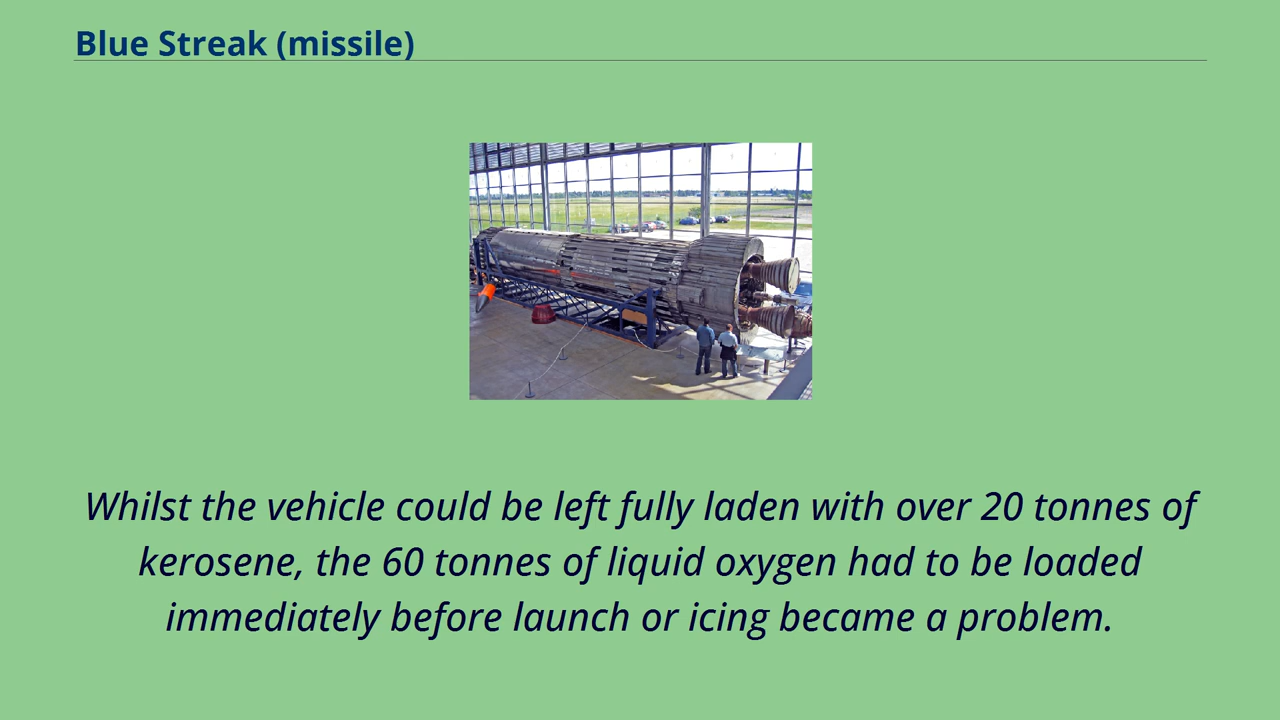 Blue Streak (missile)
Whilst the vehicle could be left fully laden with over 20 tonnes of
kerosene, the 60 tonnes of liquid oxygen had to be loaded
immediately before launch or icing became a problem.